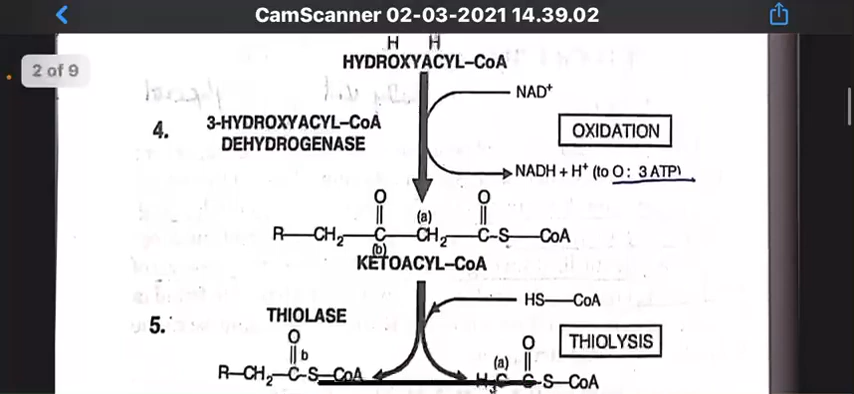 CamScanner 02-03-2021 14.39.02
2 of 9
H H
HYDROXYACYL–CoA
NAD+
4. 3-HYDROXYACYL–CoA
DEHYDROGENASE
OXIDATION
NADH + H+ (to O: 3 ATP)
O (a) O
R—CH2—C—CH2—C-S—CoA
(b)
KETOACYL–CoA
HS—CoA
5. THIOLASE
THIOLYSIS
O O
b (a)
R—CH2—C-S—CoA H3C—C-S—CoA